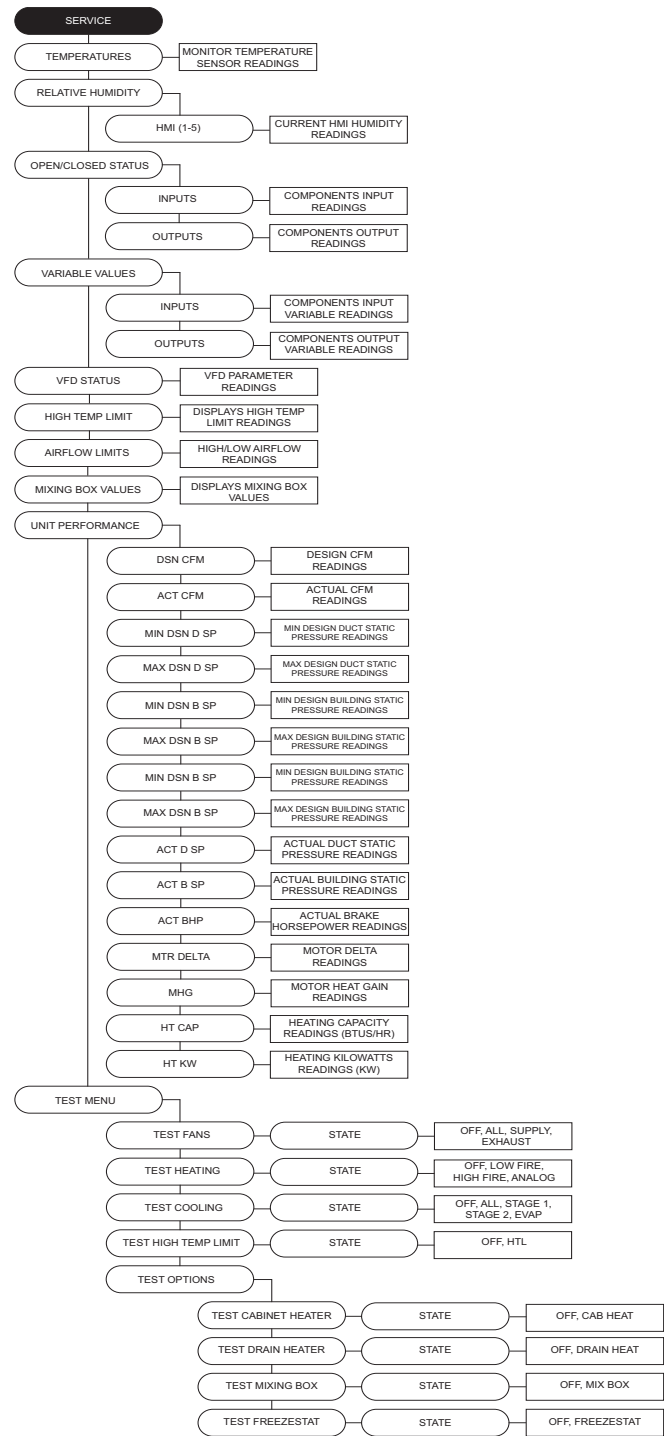 SERVICE
TEMPERATURES
MONITOR TEMPERATURE
SENSOR READINGS
RELATIVE HUMIDITY
HMI (1-5)
CURRENT HMI HUMIDITY
READINGS
OPEN/CLOSED STATUS
INPUTS
COMPONENTS INPUT
READINGS
OUTPUTS
COMPONENTS OUTPUT
READINGS
VARIABLE VALUES
INPUTS
COMPONENTS INPUT
VARIABLE READINGS
OUTPUTS
COMPONENTS OUTPUT
VARIABLE READINGS
VFD STATUS
VFD PARAMETER
READINGS
HIGH TEMP LIMIT
DISPLAYS HIGH TEMP
LIMIT READINGS
AIRFLOW LIMITS
HIGH/LOW AIRFLOW
READINGS
MIXING BOX VALUES
DISPLAYS MIXING BOX
VALUES
UNIT PERFORMANCE
DSN CFM
DESIGN CFM
READINGS
ACT CFM
ACTUAL CFM
READINGS
MIN DSN D SP
MIN DESIGN DUCT STATIC
PRESSURE READINGS
MAX DSN D SP
MAX DESIGN DUCT STATIC
PRESSURE READINGS
MIN DSN B SP
MIN DESIGN BUILDING STATIC
PRESSURE READINGS
MAX DSN B SP
MAX DESIGN BUILDING STATIC
PRESSURE READINGS
MIN DSN B SP
MIN DESIGN BUILDING STATIC
PRESSURE READINGS
MAX DSN B SP
MAX DESIGN BUILDING STATIC
PRESSURE READINGS
ACT D SP
ACTUAL DUCT STATIC
PRESSURE READINGS
ACT B SP
ACTUAL BUILDING STATIC
PRESSURE READINGS
ACT BHP
ACTUAL BRAKE
HORSEPOWER READINGS
MTR DELTA
MOTOR DELTA
READINGS
MHG
MOTOR HEAT GAIN
READINGS
HT CAP
HEATING CAPACITY
READINGS (BTUS/HR)
HT KW
HEATING KILOWATTS
READINGS (KW)
TEST MENU
TEST FANS
STATE
OFF, ALL, SUPPLY,
EXHAUST
TEST HEATING
STATE
OFF, LOW FIRE,
HIGH FIRE, ANALOG
TEST COOLING
STATE
OFF, ALL, STAGE 1,
STAGE 2, EVAP
TEST HIGH TEMP LIMIT
STATE
OFF, HTL
TEST OPTIONS
TEST CABINET HEATER
STATE
OFF, CAB HEAT
TEST DRAIN HEATER
STATE
OFF, DRAIN HEAT
TEST MIXING BOX
STATE
OFF, MIX BOX
TEST FREEZESTAT
STATE
OFF, FREEZESTAT